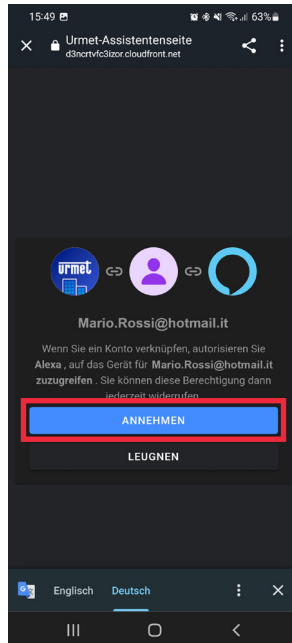 15:49
63%
Urmet-Assistentenseite
d3ncrtvfc3izor.cloudfront.net
urmet
Mario.Rossi@hotmail.it
Wenn Sie ein Konto verknüpfen, autorisieren Sie
Alexa , auf das Gerät für Mario.Rossi@hotmail.it
zuzugreifen . Sie können diese Berechtigung dann
jederzeit widerrufen
ANNEHMEN
LEUGNEN
Englisch Deutsch